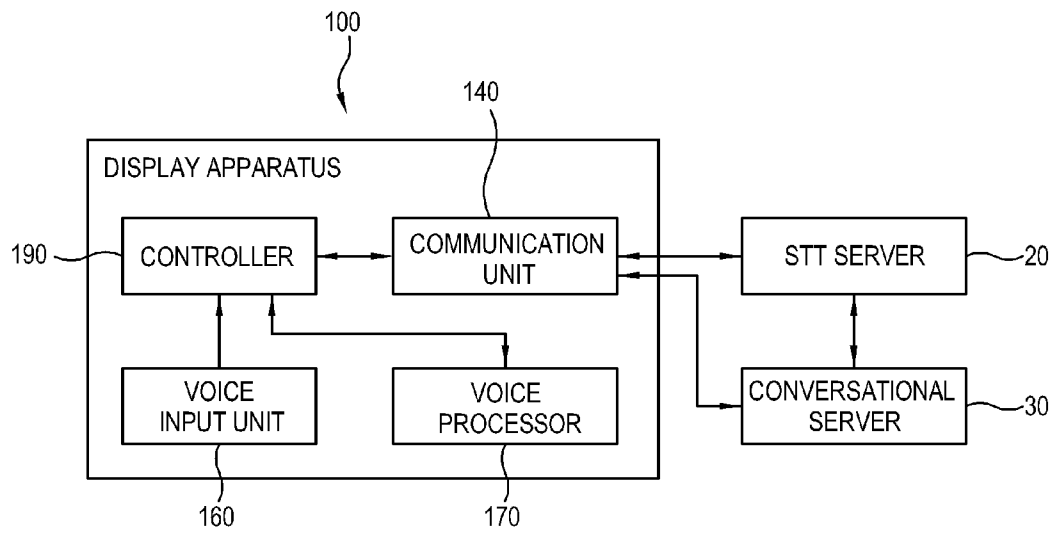 100
140
DISPLAY APPARATUS
190
CONTROLLER
COMMUNICATION
UNIT
STT SERVER
20
VOICE
INPUT UNIT
VOICE
PROCESSOR
CONVERSATIONAL
SERVER
30
160
170